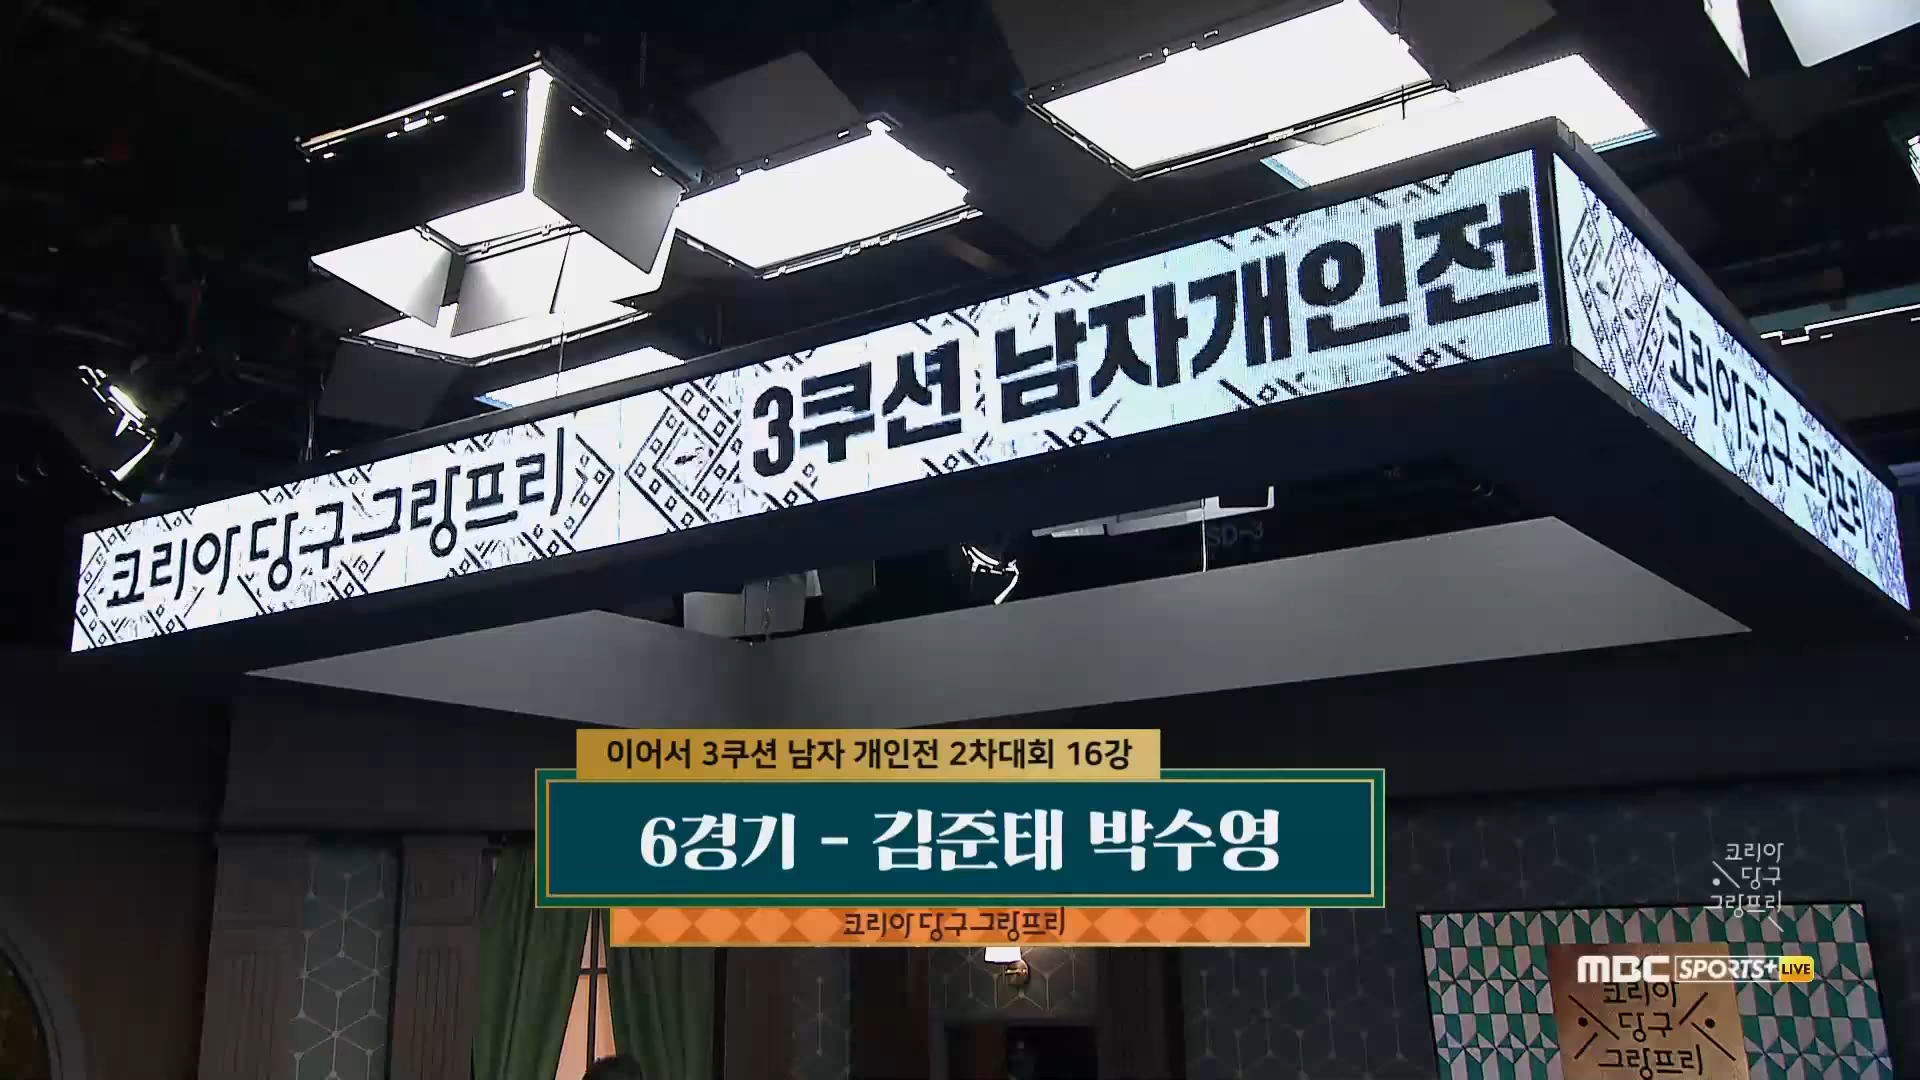 코리아 당구 그랑프리
3쿠션 남자개인전
코리아 당구 그랑프리
SD-3
이어서 3쿠션 남자 개인전 2차대회 16강
6경기 - 김준태 박수영
코리아 당구 그랑프리
코리아
당구
그랑프리
MBC SPORTS+ LIVE
코리아
당구
그랑프리